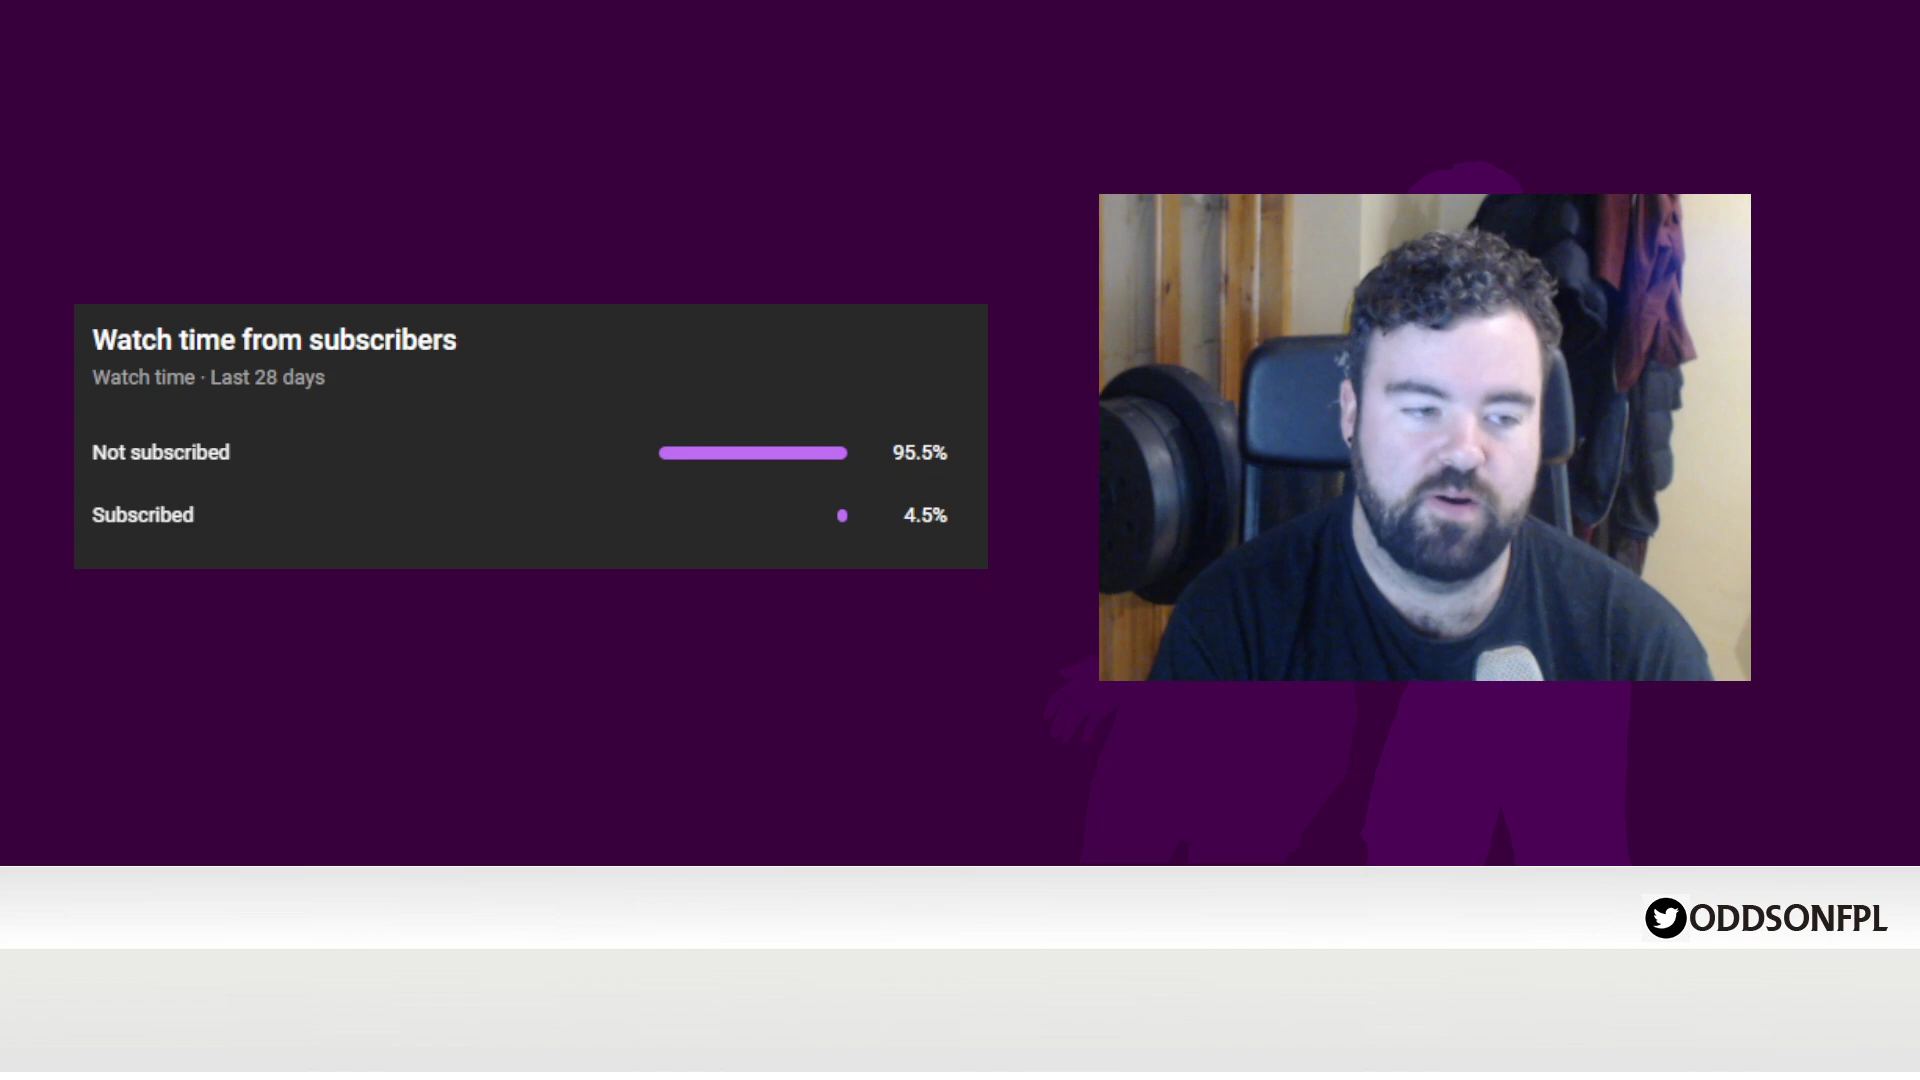 Watch time from subscribers
Watch time · Last 28 days
Not subscribed 95.5%
Subscribed 4.5%
ODDSONFPL